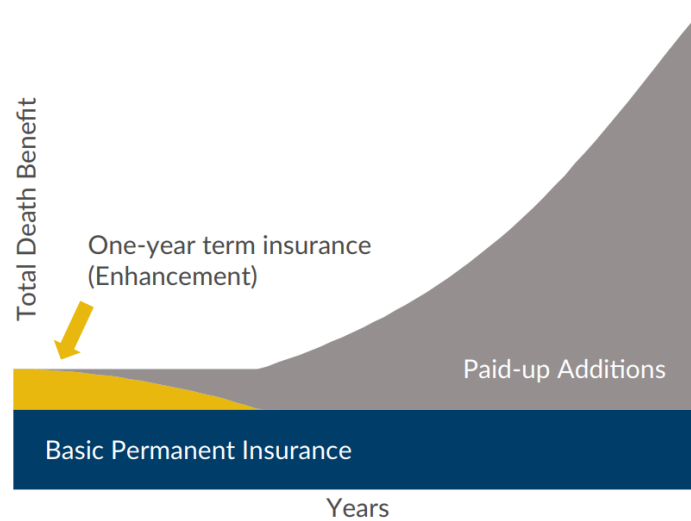 Total Death Benefit
One-year term insurance
(Enhancement)
Paid-up Additions
Basic Permanent Insurance
Years